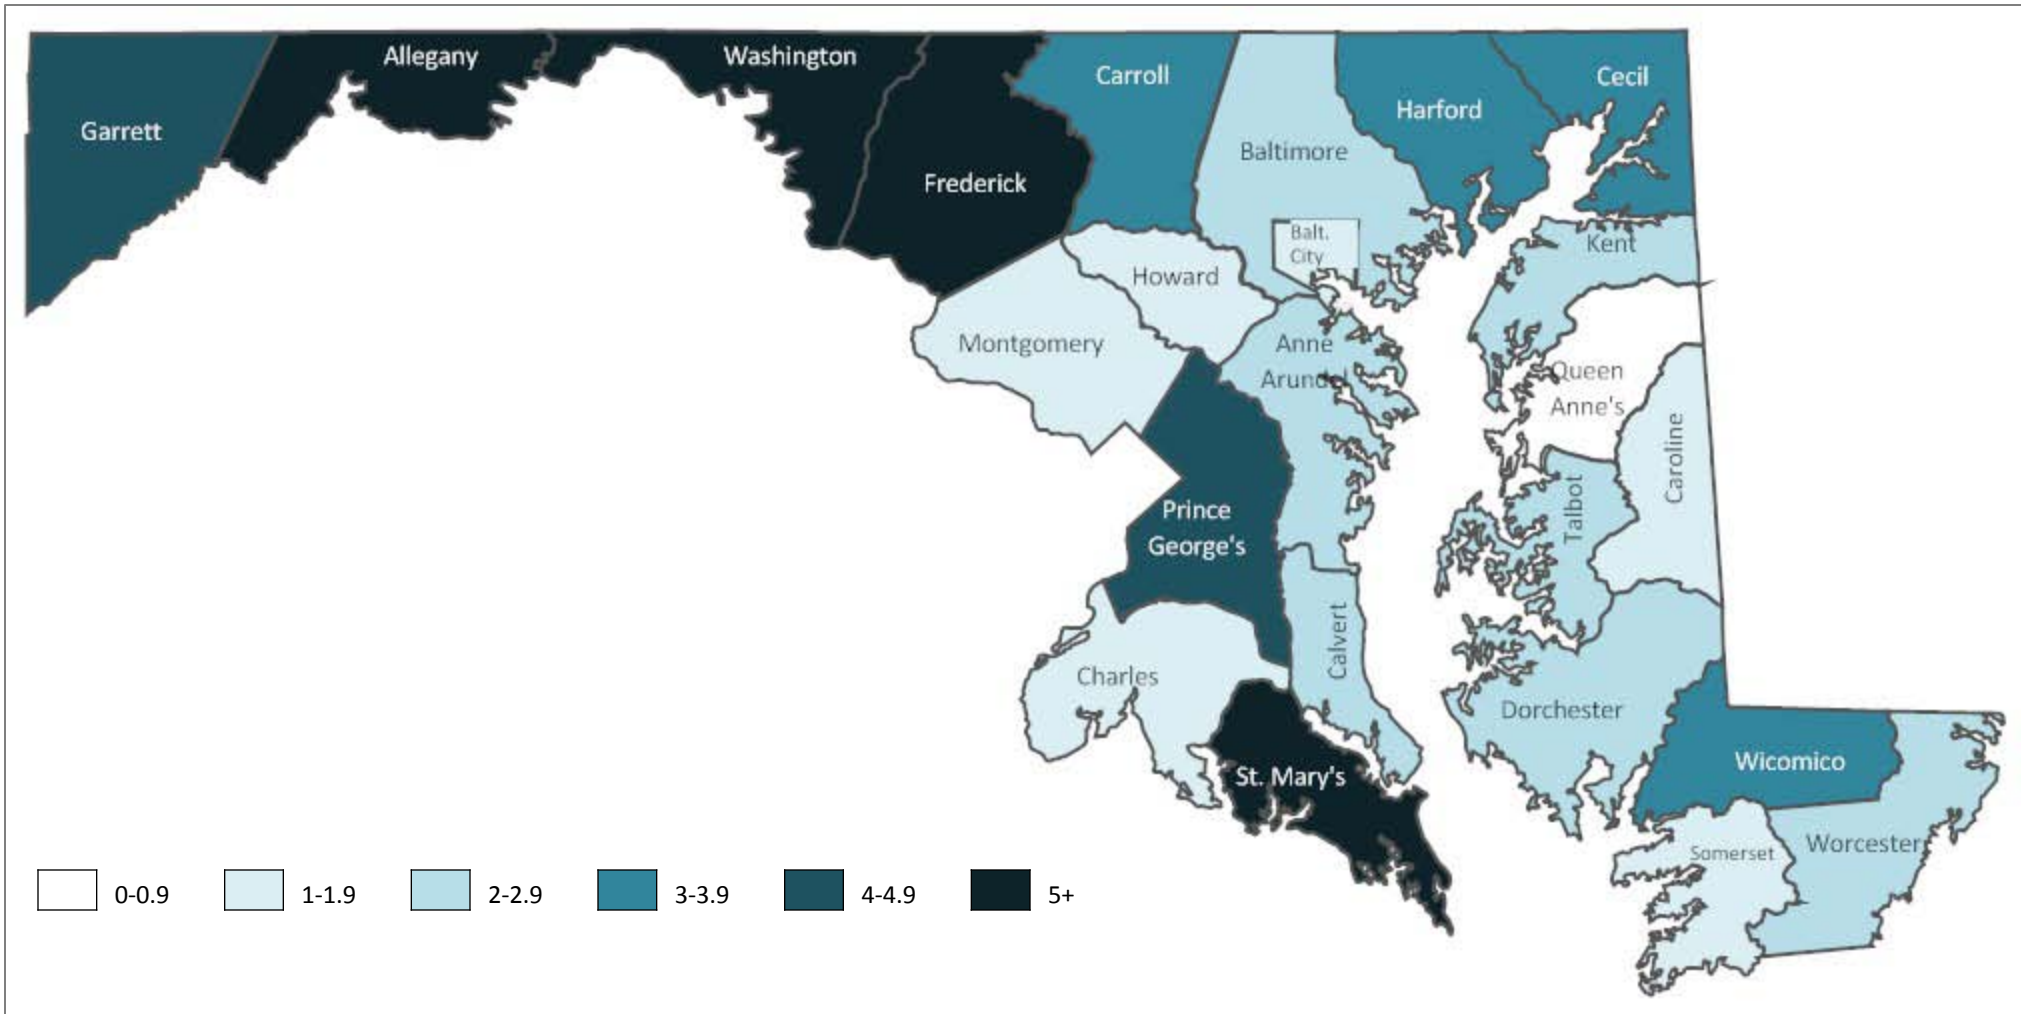 Allegany
Washington
Carroll
Cecil
Garrett
Harford
Baltimore
Frederick
Balt.
City
Kent
Howard
Montgomery
Anne
Arundel
Queen
Anne's
Caroline
Talbot
Prince
George's
Calvert
Charles
Dorchester
St. Mary's
Wicomico
Worcester
Somerset
0-0.9
1-1.9
2-2.9
3-3.9
4-4.9
5+